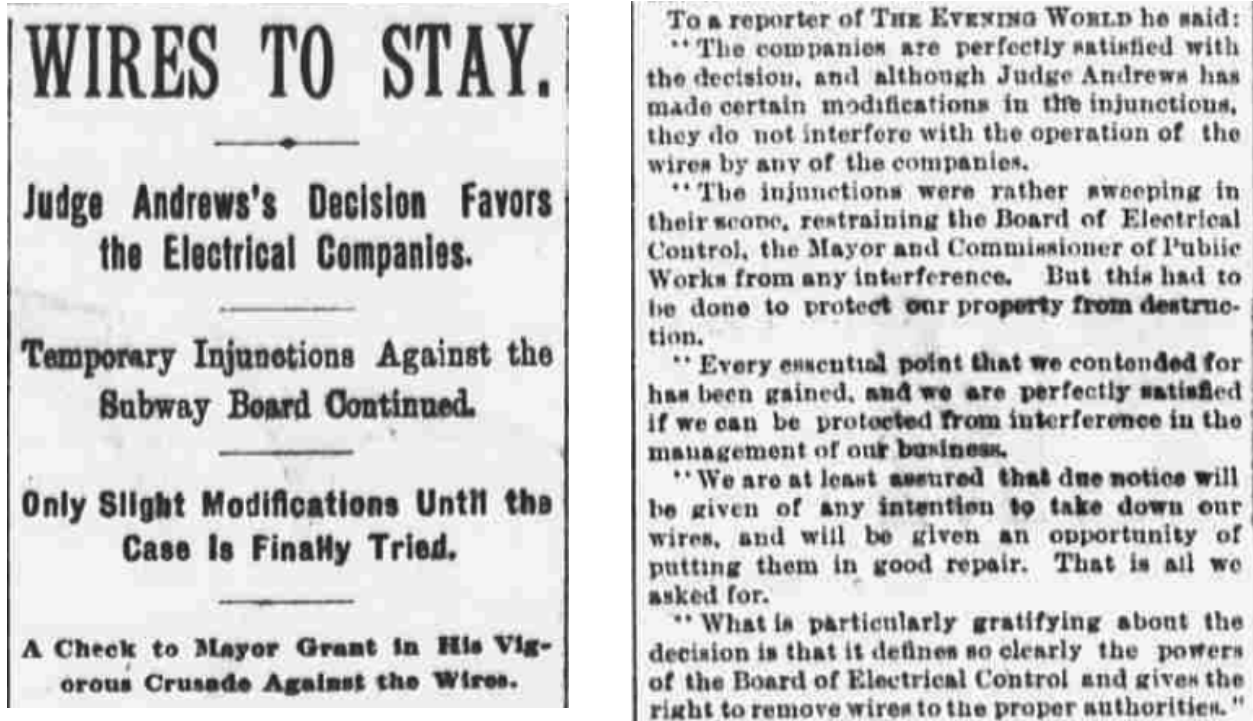 WIRES TO STAY.
Judge Andrews's Decision Favors
the Electrical Companies.
Temporary Injunctions Against the
Subway Board Continued.
Only Slight Modifications Until the
Case Is Finally Tried.
A Check to Mayor Grant in His Vig-
orous Crusade Against the Wires.
To a reporter of THE EVENING WORLD he said:
"The companies are perfectly satisfied with
the decision, and although Judge Andrews has
made certain modifications in the injunctions,
they do not interfere with the operation of the
wires by any of the companies.
"The injunctions were rather sweeping in
their scope, restraining the Board of Electrical
Control, the Mayor and Commissioner of Public
Works from any interference. But this had to
be done to protect our property from destruc-
tion.
"Every essential point that we contended for
has been gained, and we are perfectly satisfied
if we can be protected from interference in the
management of our business.
"We are at least assured that due notice will
be given of any intention to take down our
wires, and will be given an opportunity of
putting them in good repair. That is all we
asked for.
"What is particularly gratifying about the
decision is that it defines so clearly the powers
of the Board of Electrical Control and gives the
right to remove wires to the proper authorities."